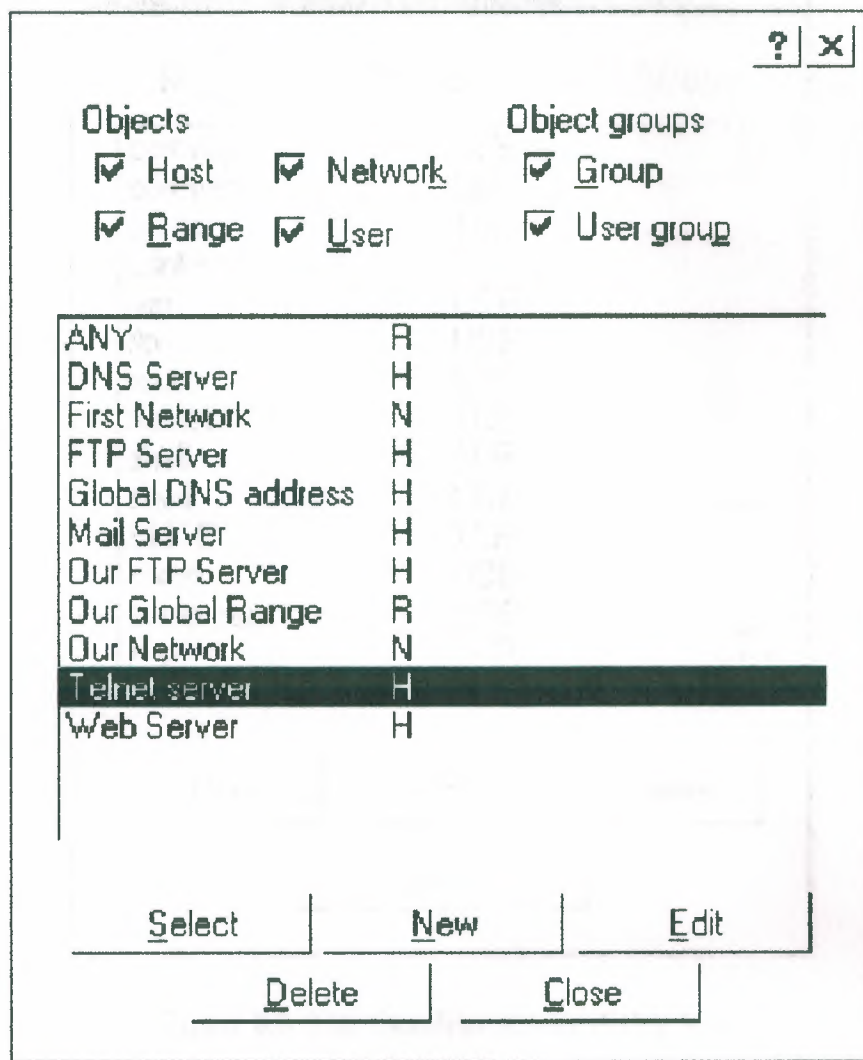 ? ×
Objects Object groups
Host Network Group
Range User User group
ANY R
DNS Server H
First Network N
FTP Server H
Global DNS address H
Mail Server H
Our FTP Server H
Our Global Range R
Our Network N
Telnet server H
Web Server H
Select New Edit
Delete Close